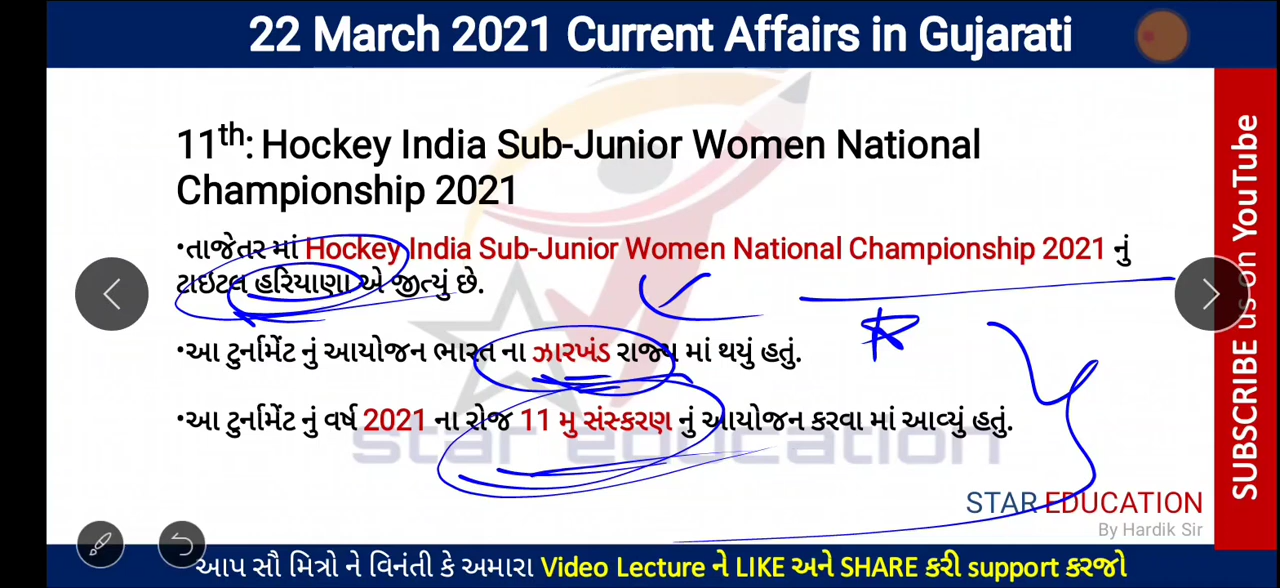 22 March 2021 Current Affairs in Gujarati
11th: Hockey India Sub-Junior Women National
Championship 2021
•તાજેતર માં Hockey India Sub-Junior Women National Championship 2021 નું
ટાઇટલ હરિયાણા એ જીત્યું છે.
•આ ટુર્નામેંટ નું આયોજન ભારત ના ઝારખંડ રાજ્ય માં થયું હતું.
•આ ટુર્નામેંટ નું વર્ષ 2021 ના રોજ 11 મુ સંસ્કરણ નું આયોજન કરવા માં આવ્યું હતું.
star education
STAR EDUCATION
By Hardik Sir
આપ સૌ મિત્રો ને વિનંતી કે અમારા Video Lecture ને LIKE અને SHARE કરી support કરજો
SUBSCRIBE us on YouTube